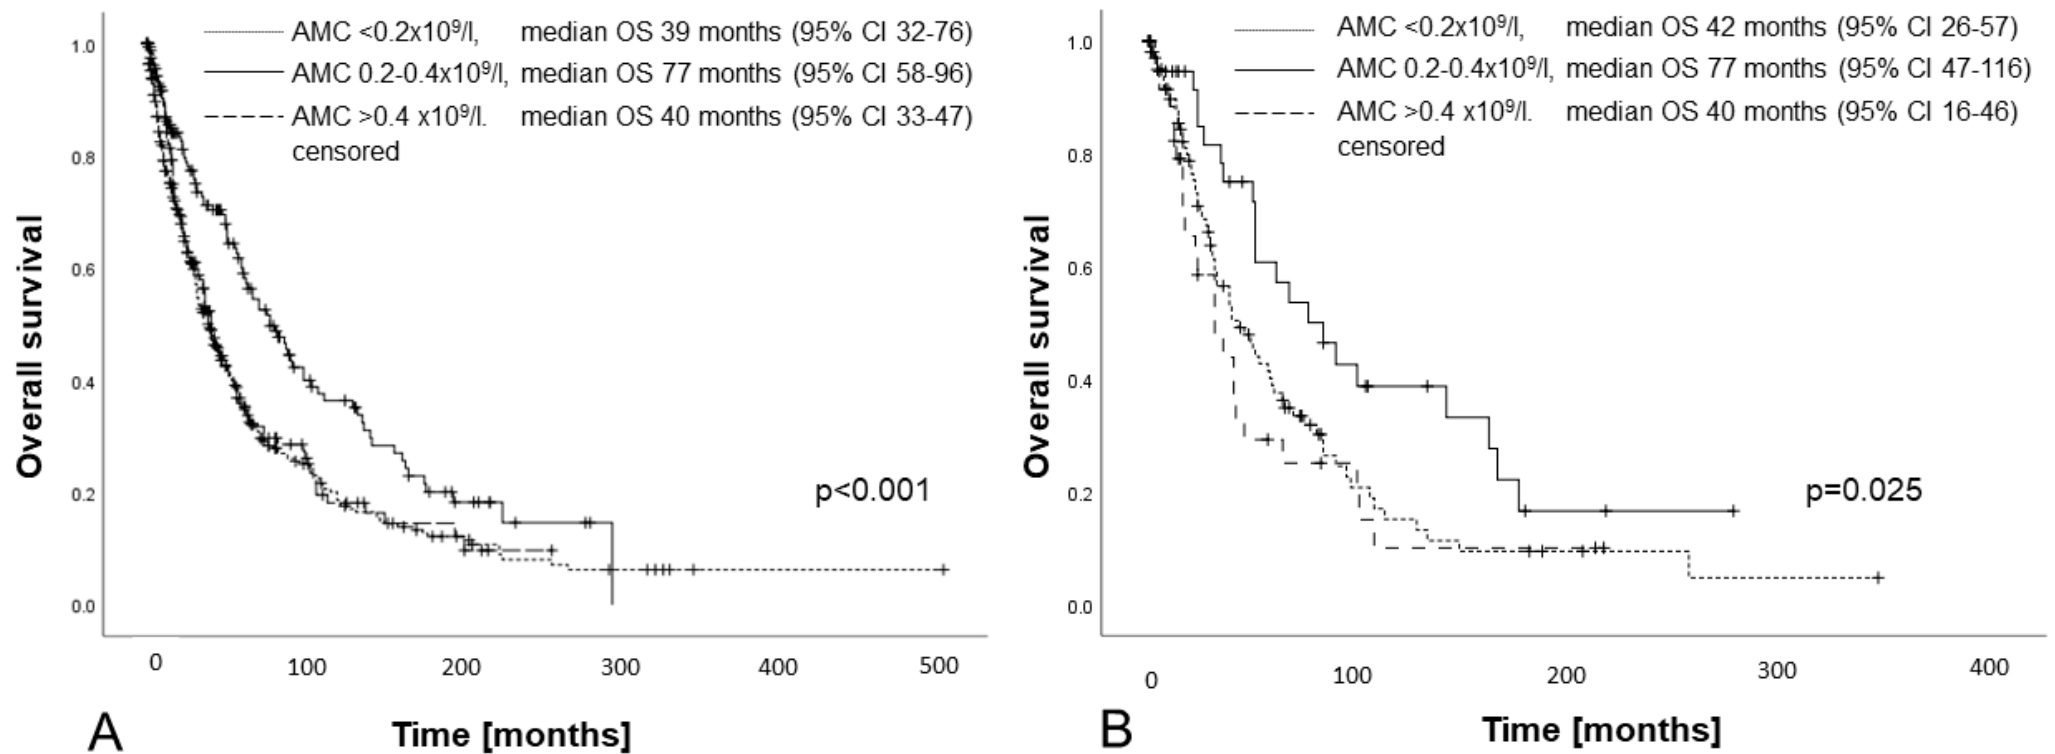 AMC <0.2x10⁹/l, median OS 39 months (95% CI 32-76)
AMC 0.2-0.4x10⁹/l, median OS 77 months (95% CI 58-96)
AMC >0.4 x10⁹/l. median OS 40 months (95% CI 33-47)
censored
1.0
0.8
0.6
0.4
0.2
0.0
Overall survival
p<0.001
0 100 200 300 400 500
A
Time [months]
AMC <0.2x10⁹/l, median OS 42 months (95% CI 26-57)
AMC 0.2-0.4x10⁹/l, median OS 77 months (95% CI 47-116)
AMC >0.4 x10⁹/l. median OS 40 months (95% CI 16-46)
censored
1.0
0.8
0.6
0.4
0.2
0.0
Overall survival
p=0.025
0 100 200 300 400
B
Time [months]